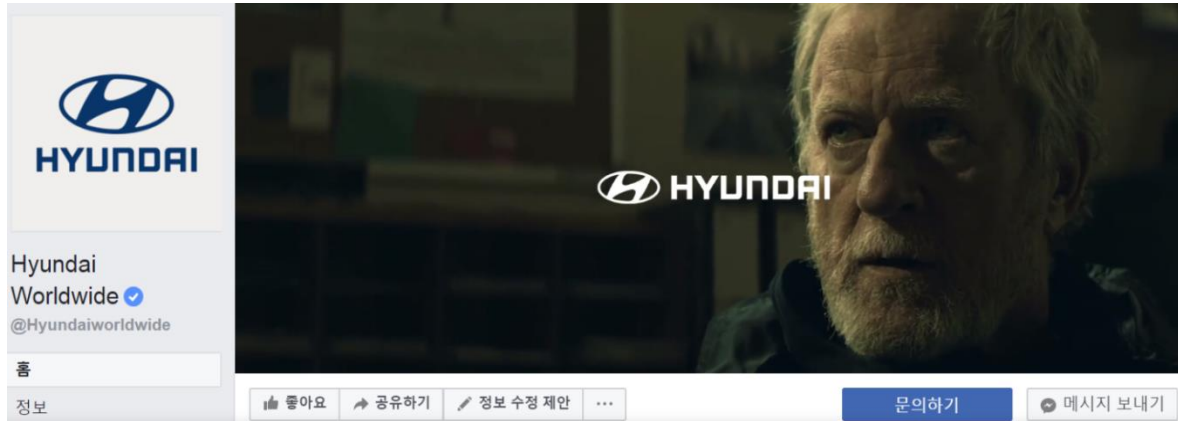 HYUNDAI
HYUNDAI
Hyundai
Worldwide
@Hyundaiworldwide
홈
정보
좋아요 공유하기 정보 수정 제안 ...
문의하기 메시지 보내기